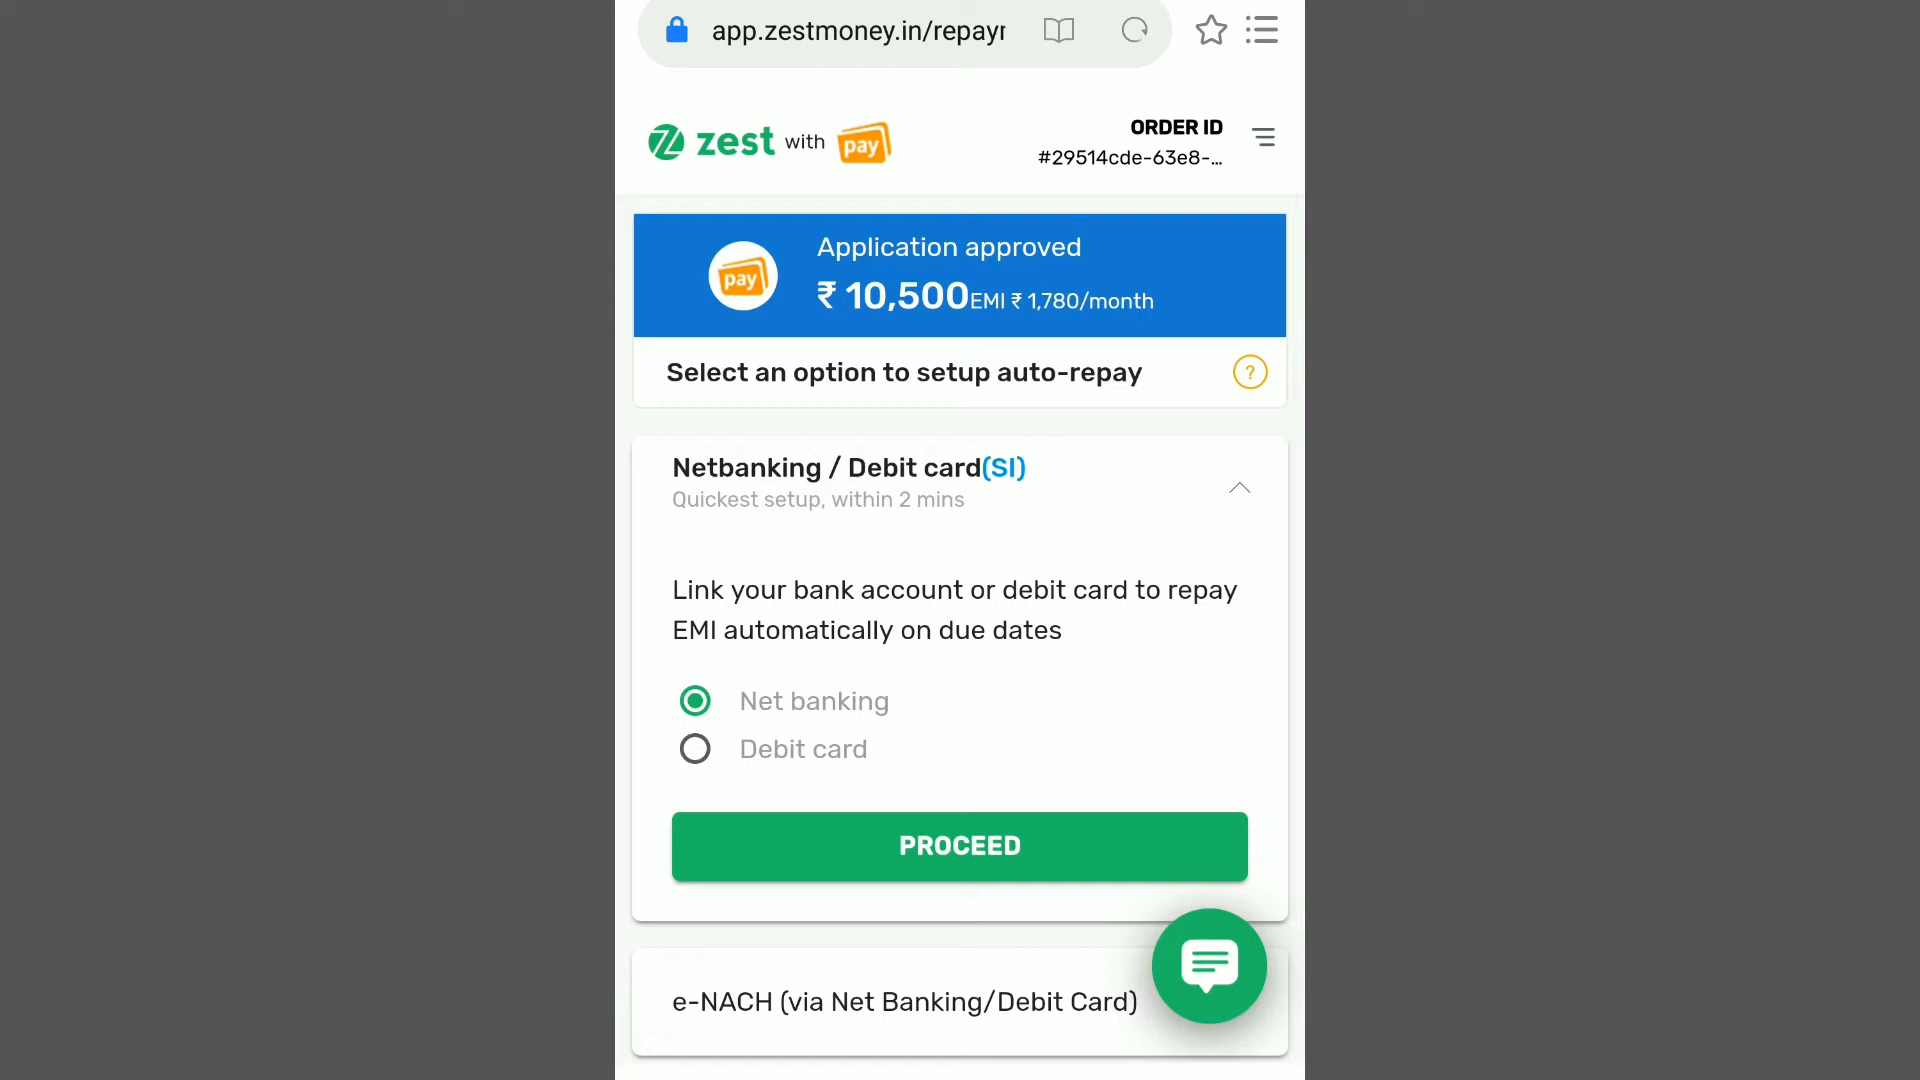 app.zestmoney.in/repayr
zest with pay
ORDER ID
#29514cde-63e8-...
pay
Application approved
₹ 10,500 EMI ₹ 1,780/month
Select an option to setup auto-repay
?
Netbanking / Debit card(SI)
Quickest setup, within 2 mins
Link your bank account or debit card to repay
EMI automatically on due dates
Net banking
Debit card
PROCEED
e-NACH (via Net Banking/Debit Card)